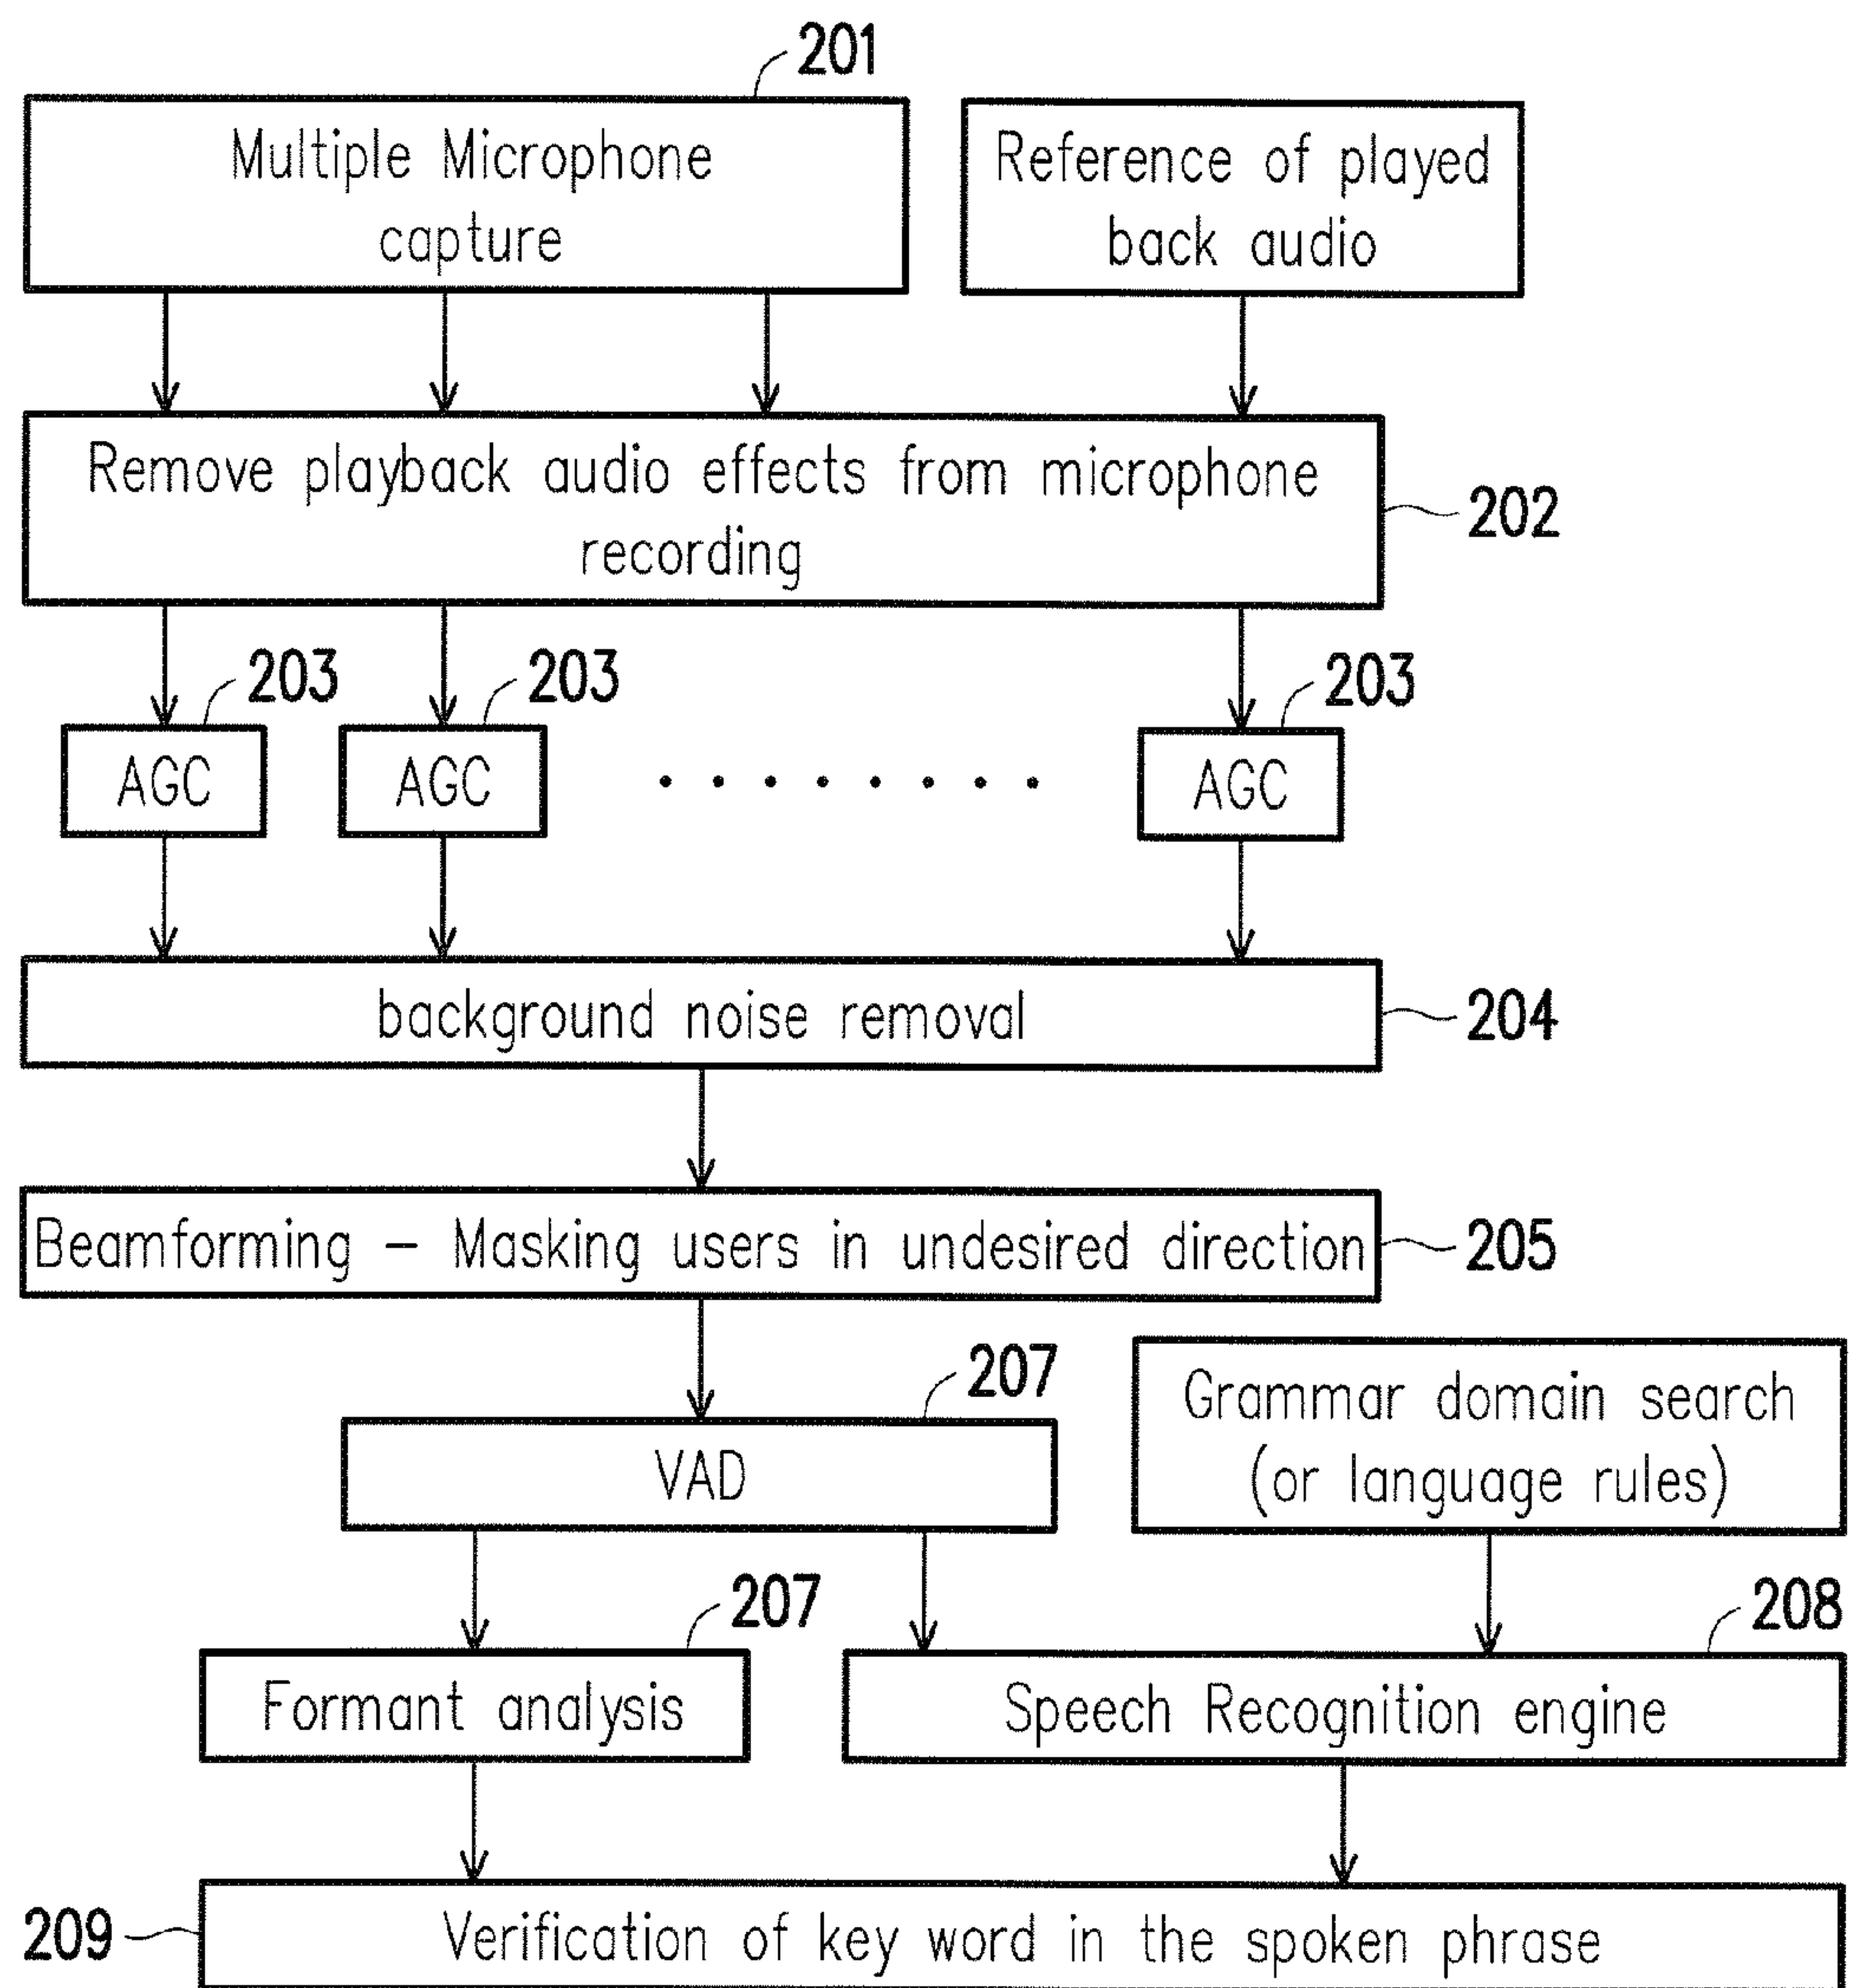 201
Multiple Microphone
capture
Reference of played
back audio
Remove playback audio effects from microphone
recording
202
203
203
203
AGC
AGC
AGC
background noise removal
204
Beamforming – Masking users in undesired direction
205
207
VAD
Grammar domain search
(or language rules)
207
208
Formant analysis
Speech Recognition engine
209
Verification of key word in the spoken phrase